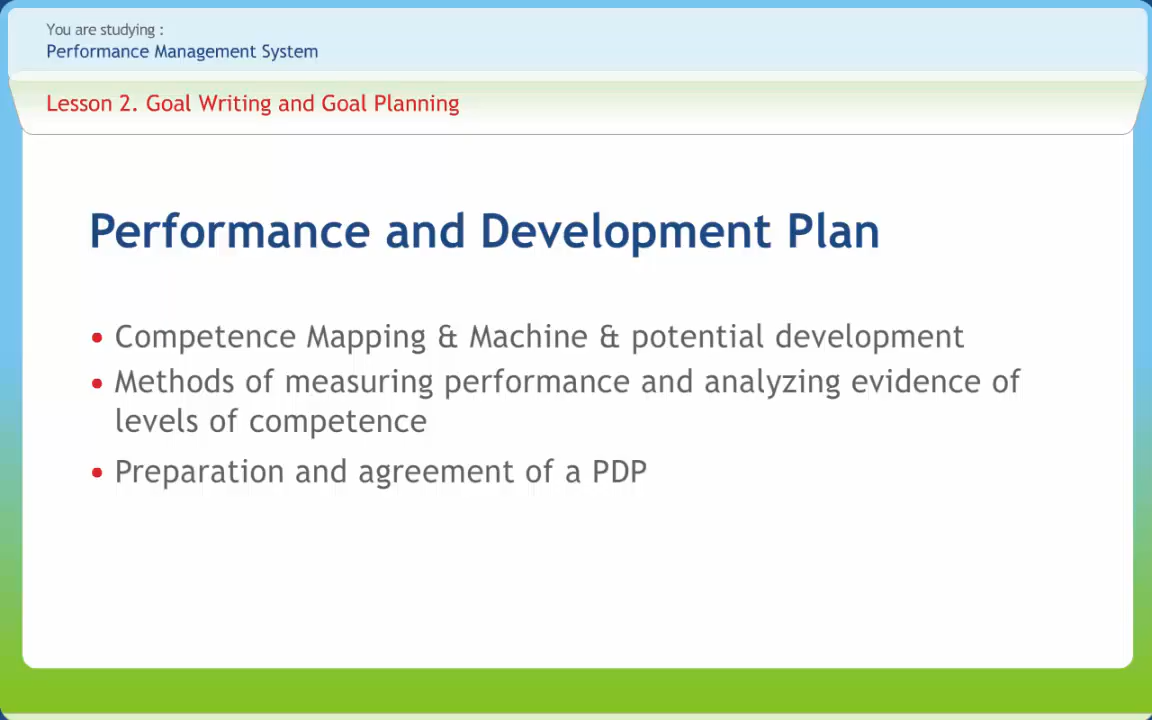 You are studying :
Performance Management System
Lesson 2. Goal Writing and Goal Planning
Performance and Development Plan
• Competence Mapping & Machine & potential development
• Methods of measuring performance and analyzing evidence of
levels of competence
• Preparation and agreement of a PDP